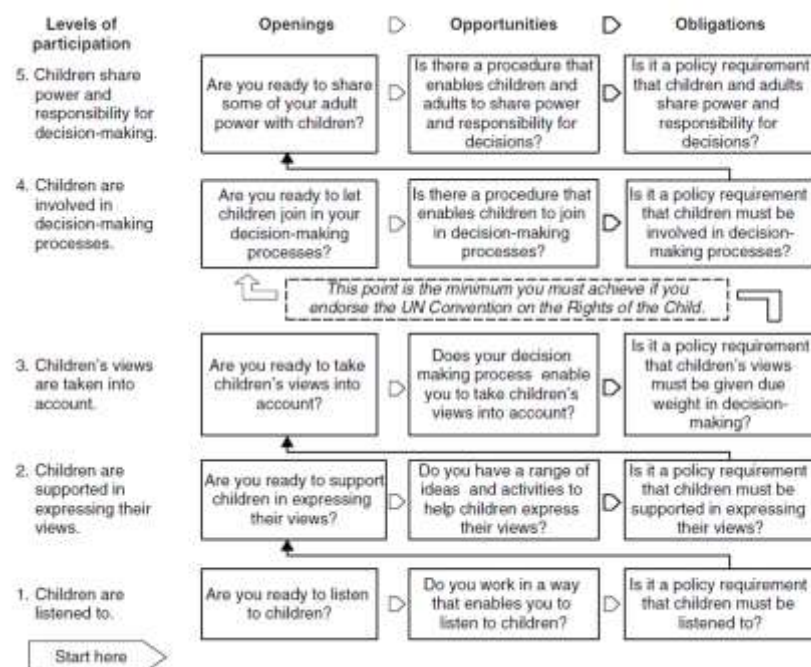 Levels of
participation
Openings
Opportunities
Obligations
5. Children share
power and
responsibility for
decision-making.
Are you ready to share
some of your adult
power with children?
Is there a procedure that
enables children and
adults to share power
and responsibility for
decisions?
Is it a policy requirement
that children and adults
share power and
responsibility for
decisions?
4. Children are
involved in
decision-making
processes.
Are you ready to let
children join in your
decision-making
processes?
Is there a procedure that
enables children to join
in decision-making
processes?
Is it a policy requirement
that children must be
involved in decision-
making processes?
This point is the minimum you must achieve if you
endorse the UN Convention on the Rights of the Child.
3. Children's views
are taken into
account.
Are you ready to take
children's views into
account?
Does your decision
making process enable
you to take children's
views into account?
Is it a policy requirement
that children's views
must be given due
weight in decision-
making?
2. Children are
supported in
expressing their
views.
Are you ready to support
children in expressing
their views?
Do you have a range of
ideas and activities to
help children express
their views?
Is it a policy requirement
that children must be
supported in expressing
their views?
1. Children are
listened to.
Are you ready to listen
to children?
Do you work in a way
that enables you to
listen to children?
Is it a policy requirement
that children must be
listened to?
Start here